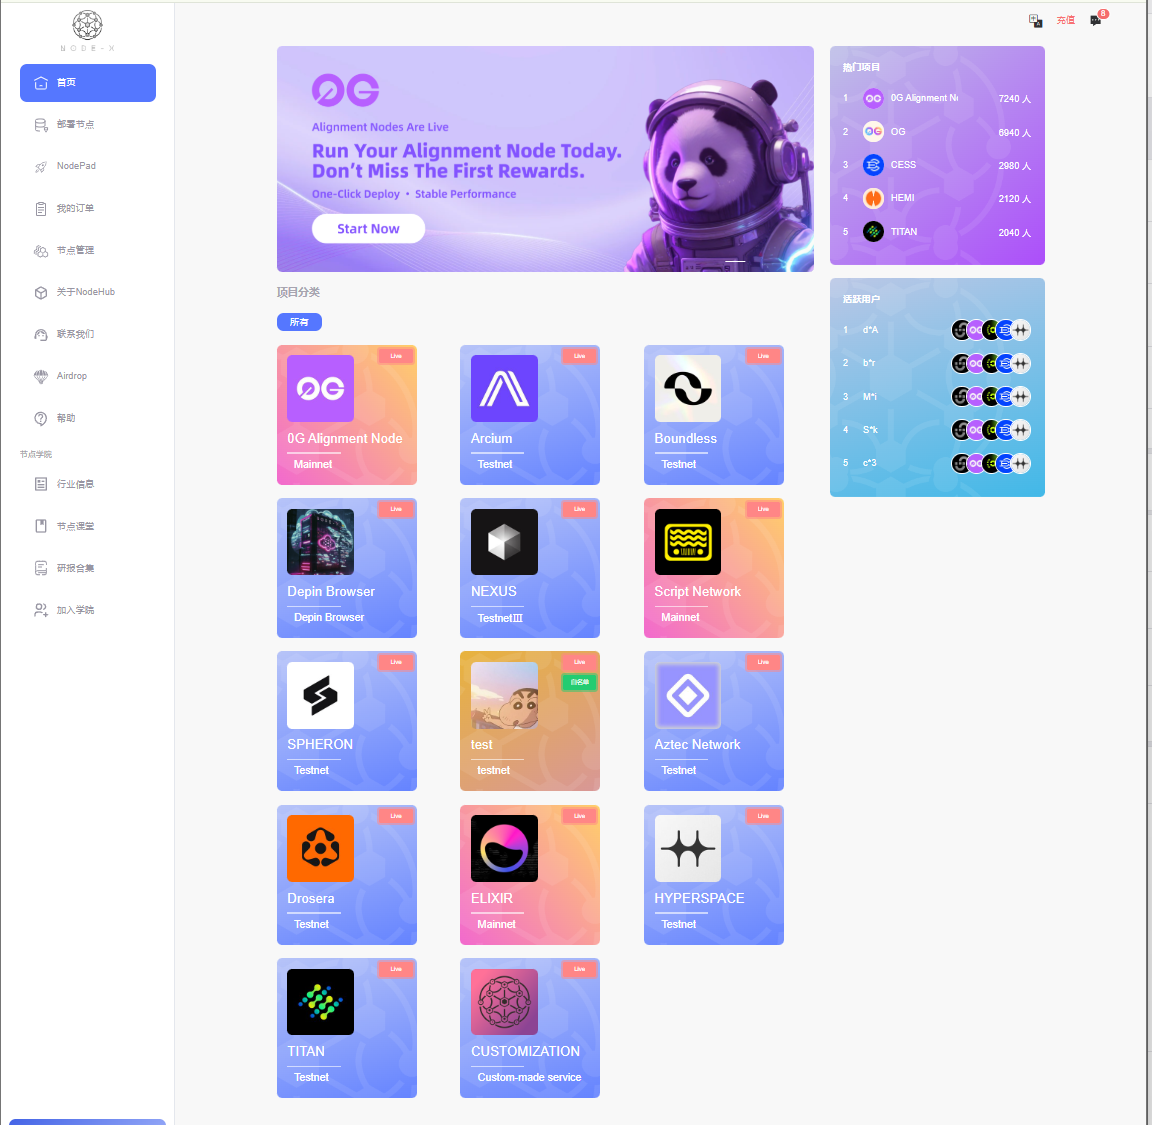 NODE-X
首页
部署节点
NodePad
我的订单
节点管理
关于NodeHub
联系我们
Airdrop
帮助
节点学院
行业信息
节点课堂
研报合集
加入学院
充值
8
0G
Alignment Nodes Are Live
Run Your Alignment Node Today.
Don't Miss The First Rewards.
One-Click Deploy • Stable Performance
Start Now
项目分类
所有
Live
0G
0G Alignment Node
Mainnet
Live
Arcium
Testnet
Live
Boundless
Testnet
Live
Depin Browser
Depin Browser
Live
NEXUS
TestnetⅢ
Live
Script Network
Mainnet
Live
SPHERON
Testnet
Live
白名单
test
testnet
Live
Aztec Network
Testnet
Live
Drosera
Testnet
Live
ELIXIR
Mainnet
Live
HYPERSPACE
Testnet
Live
TITAN
Testnet
Live
CUSTOMIZATION
Custom-made service
热门项目
1 0G Alignment 7240 人
2 OG 6940 人
3 CESS 2980 人
4 HEMI 2120 人
5 TITAN 2040 人
活跃用户
1 d*A
2 b*r
3 M*i
4 S*k
5 c*3